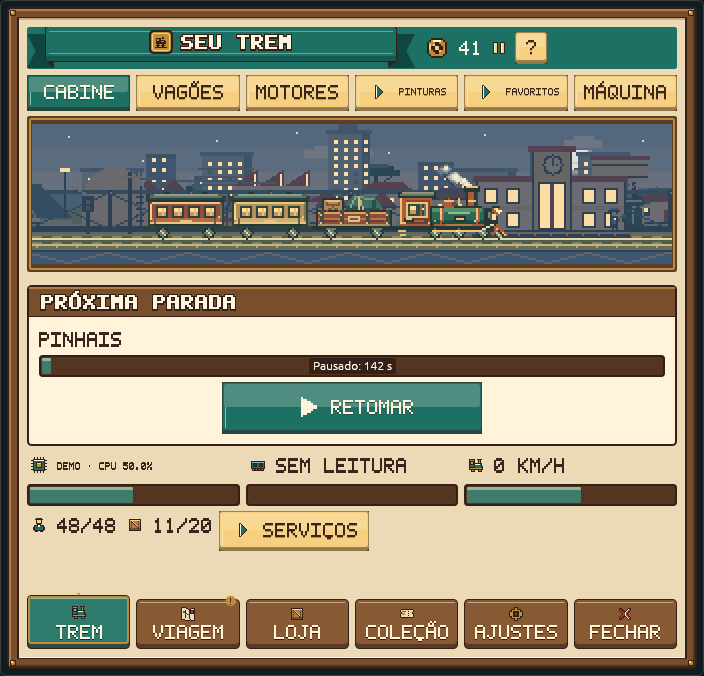 SEU TREM
41
?
CABINE
VAGÕES
MOTORES
PINTURAS
FAVORITOS
MÁQUINA
PRÓXIMA PARADA
PINHAIS
Pausado: 142 s
RETOMAR
DEMO · CPU 50.0%
SEM LEITURA
0 KM/H
48/48
11/20
SERVIÇOS
!
TREM
VIAGEM
LOJA
COLEÇÃO
AJUSTES
FECHAR